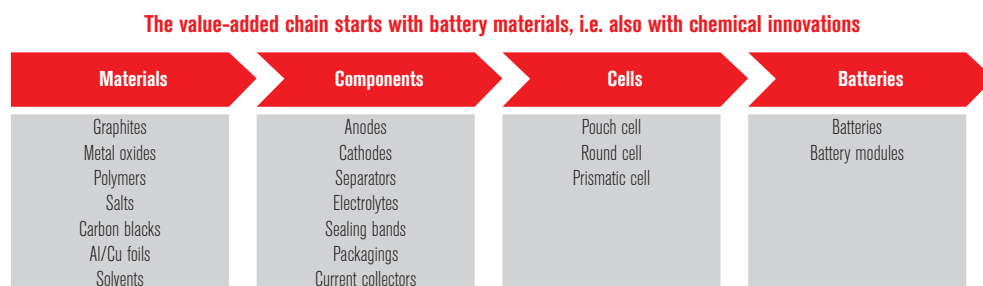 The value-added chain starts with battery materials, i.e. also with chemical innovations
Materials
Graphites
Metal oxides
Polymers
Salts
Carbon blacks
Al/Cu foils
Solvents
Components
Anodes
Cathodes
Separators
Electrolytes
Sealing bands
Packagings
Current collectors
Cells
Pouch cell
Round cell
Prismatic cell
Batteries
Batteries
Battery modules